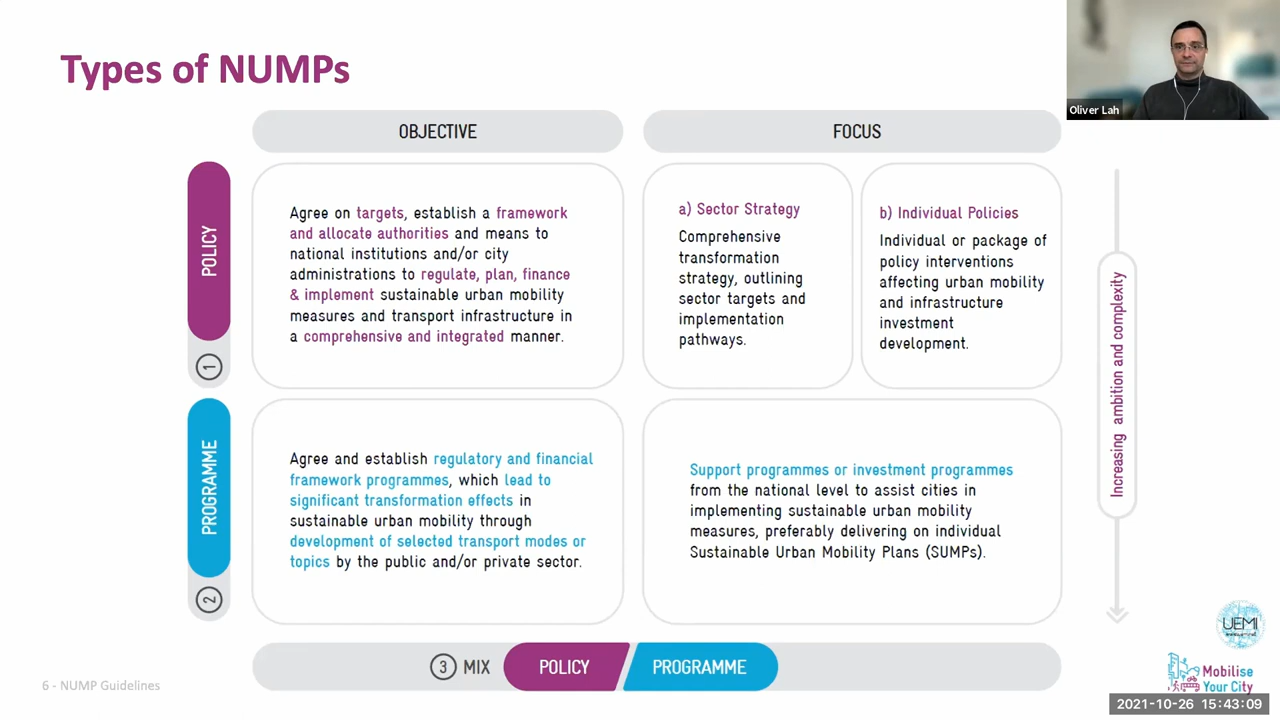 Types of NUMPs
Oliver Lah
OBJECTIVE
FOCUS
POLICY
1
Agree on targets, establish a framework
and allocate authorities and means to
national institutions and/or city
administrations to regulate, plan, finance
& implement sustainable urban mobility
measures and transport infrastructure in
a comprehensive and integrated manner.
a) Sector Strategy
Comprehensive
transformation
strategy, outlining
sector targets and
implementation
pathways.
b) Individual Policies
Individual or package of
policy interventions
affecting urban mobility
and infrastructure
investment
development.
Increasing ambition and complexity
PROGRAMME
2
Agree and establish regulatory and financial
framework programmes, which lead to
significant transformation effects in
sustainable urban mobility through
development of selected transport modes or
topics by the public and/or private sector.
Support programmes or investment programmes
from the national level to assist cities in
implementing sustainable urban mobility
measures, preferably delivering on individual
Sustainable Urban Mobility Plans (SUMPs).
3 MIX POLICY PROGRAMME
UEMI
Mobilise
Your City
6 - NUMP Guidelines
2021-10-26 15:43:09